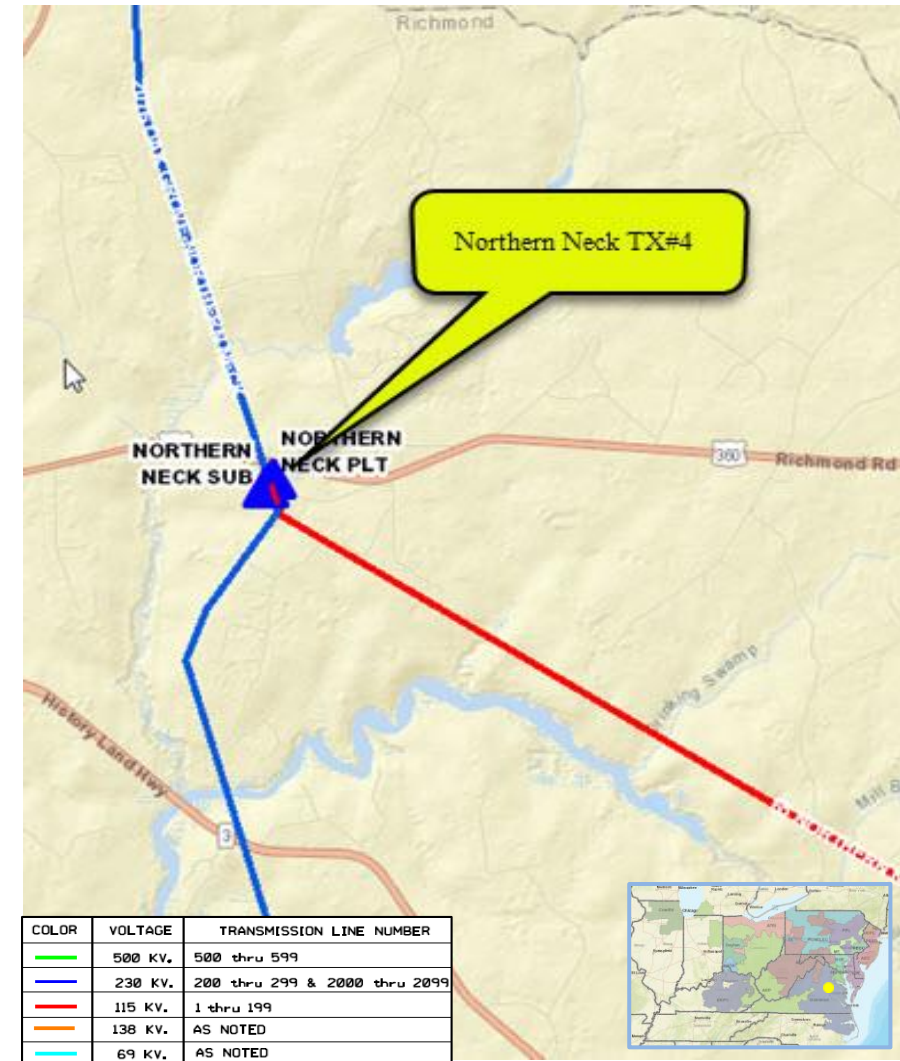 Richmond
Northern Neck TX#4
NORTHERN
NECK SUB
NORTHERN
NECK PLT
360
Richmond Rd
History Land Hwy
3
COLOR VOLTAGE TRANSMISSION LINE NUMBER
500 KV. 500 thru 599
230 KV. 200 thru 299 & 2000 thru 2099
115 KV. 1 thru 199
138 KV. AS NOTED
69 KV. AS NOTED